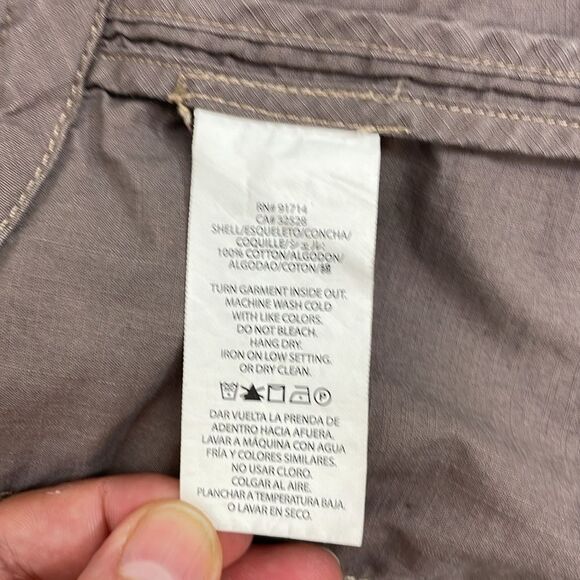 RN# 91714
CA# 32528
SHELL/ESQUELETO/CONCHA/
COQUILLE/シェル:
100% COTTON/ALGODON/
ALGODAO/COTON/綿
TURN GARMENT INSIDE OUT.
MACHINE WASH COLD
WITH LIKE COLORS.
DO NOT BLEACH.
HANG DRY.
IRON ON LOW SETTING.
OR DRY CLEAN.
DAR VUELTA LA PRENDA DE
ADENTRO HACIA AFUERA.
LAVAR A MÁQUINA CON AGUA
FRÍA Y COLORES SIMILARES.
NO USAR CLORO.
COLGAR AL AIRE.
PLANCHAR A TEMPERATURA BAJA.
O LAVAR EN SECO.